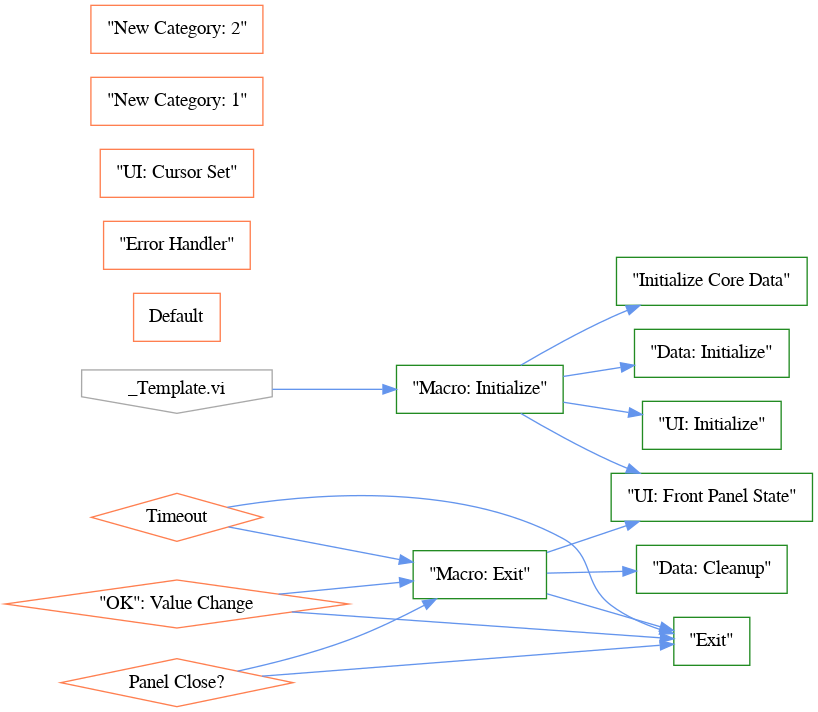 "New Category: 2"
"New Category: 1"
"UI: Cursor Set"
"Error Handler"
Default
_Template.vi
Timeout
"OK": Value Change
Panel Close?
"Macro: Initialize"
"Macro: Exit"
"Initialize Core Data"
"Data: Initialize"
"UI: Initialize"
"UI: Front Panel State"
"Data: Cleanup"
"Exit"